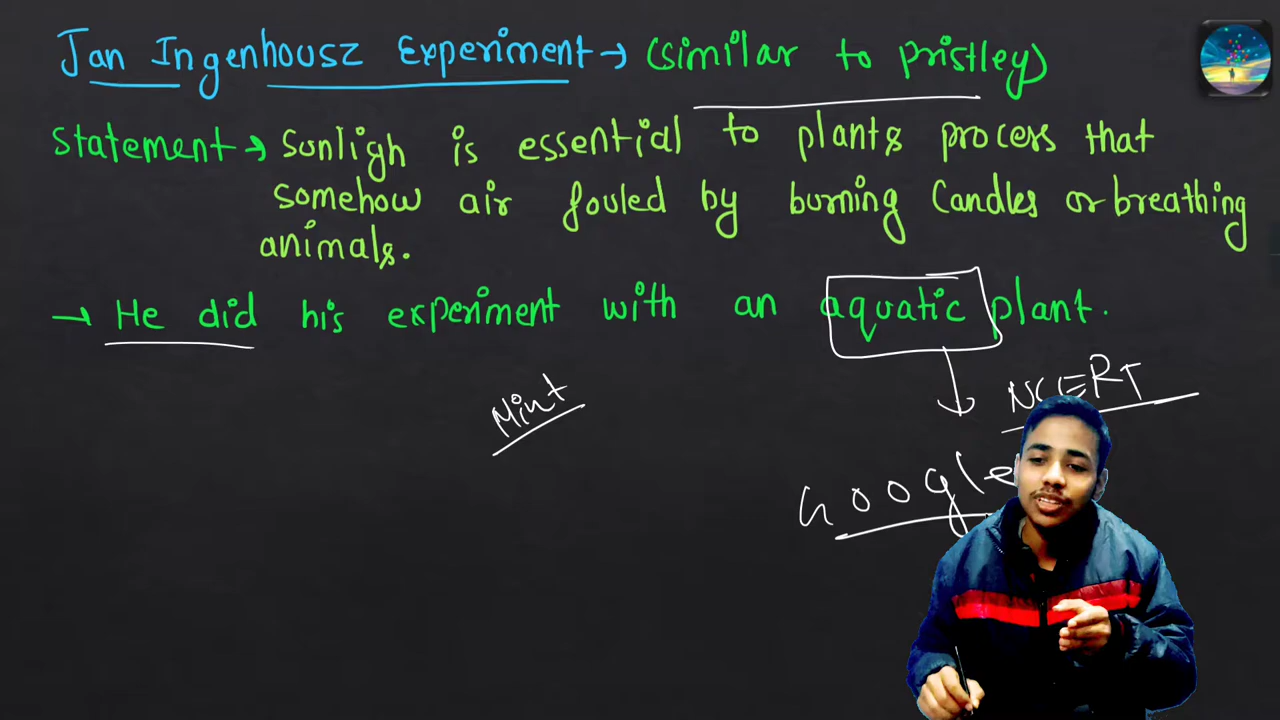 Jan Ingenhousz Experiment → (similar to pristley)
Statement → Sunligh is essential to plants process that
somehow air fouled by burning Candles or breathing
animals.
→ He did his experiment with an aquatic plant.
Mint
NCERT
Google